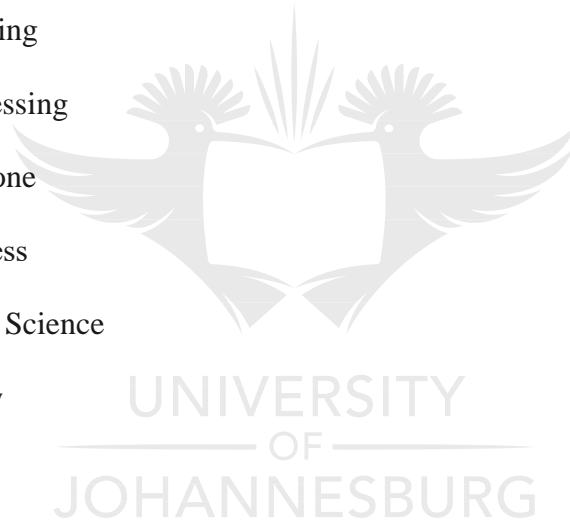 ing
essing
one
ess
Science
y
UNIVERSITY
OF
JOHANNESBURG